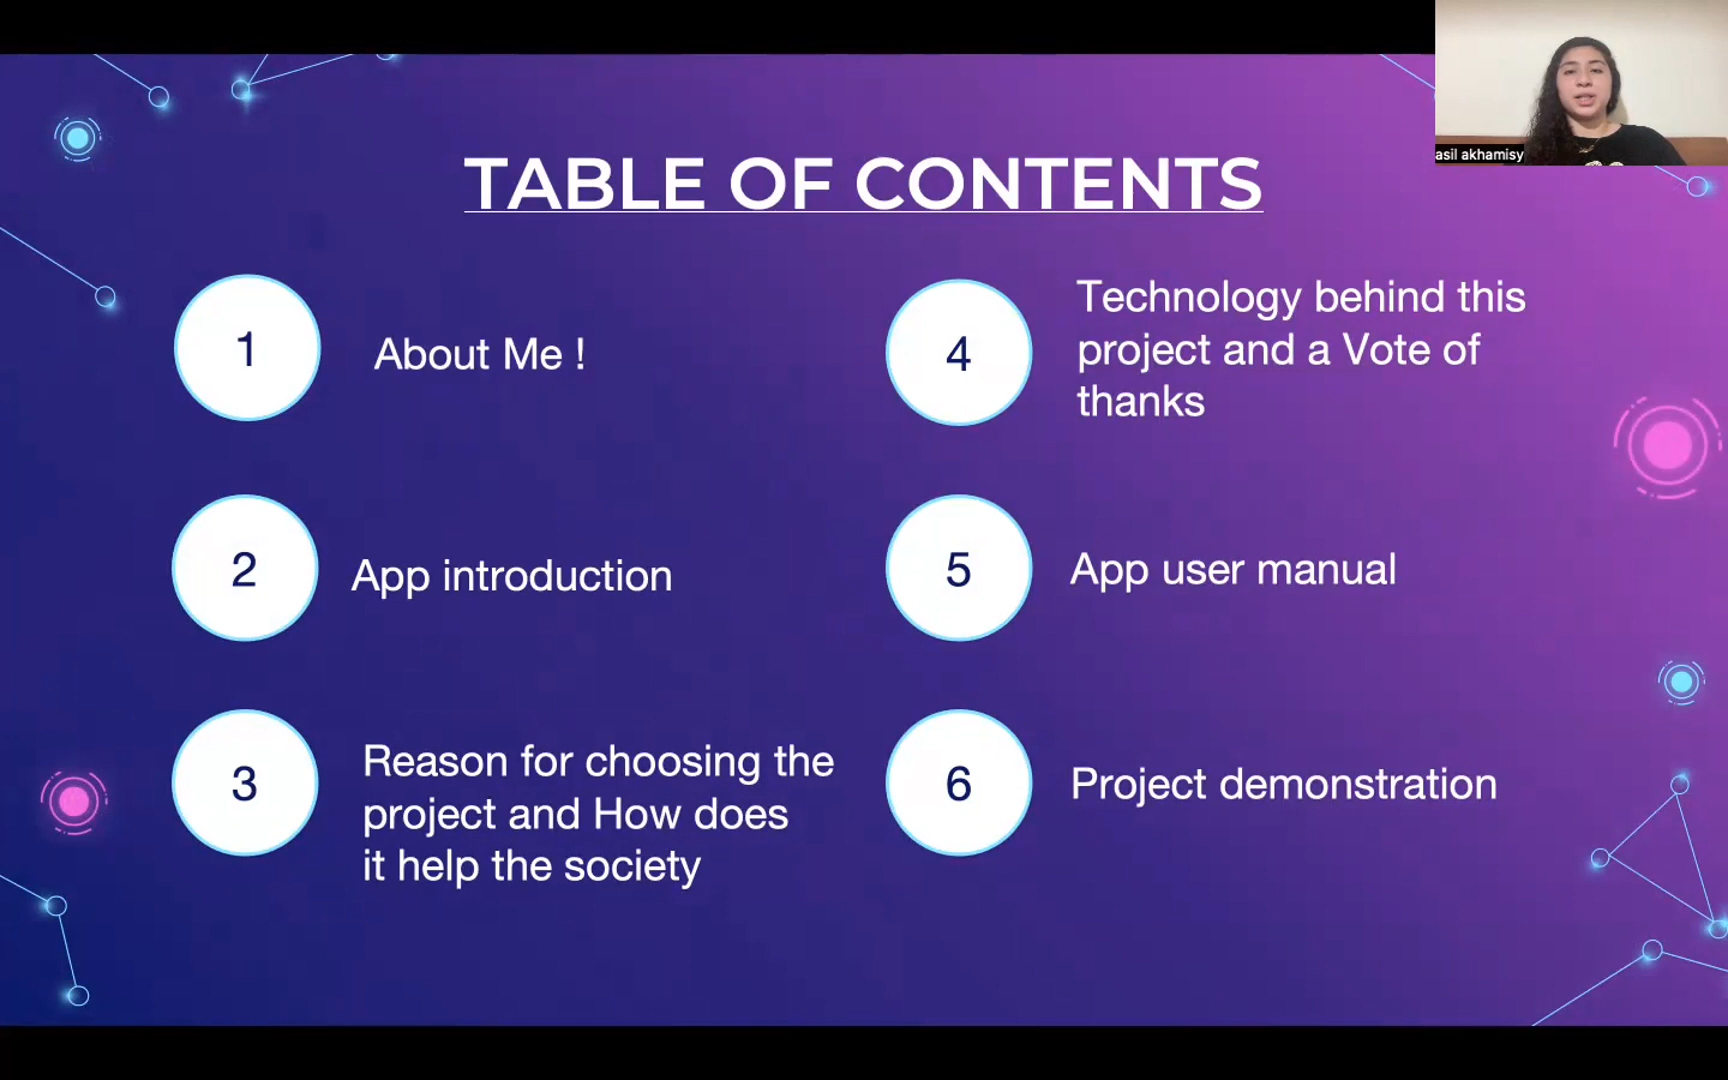 asil akhamisy
TABLE OF CONTENTS
1
About Me !
2
App introduction
3
Reason for choosing the
project and How does
it help the society
4
Technology behind this
project and a Vote of
thanks
5
App user manual
6
Project demonstration